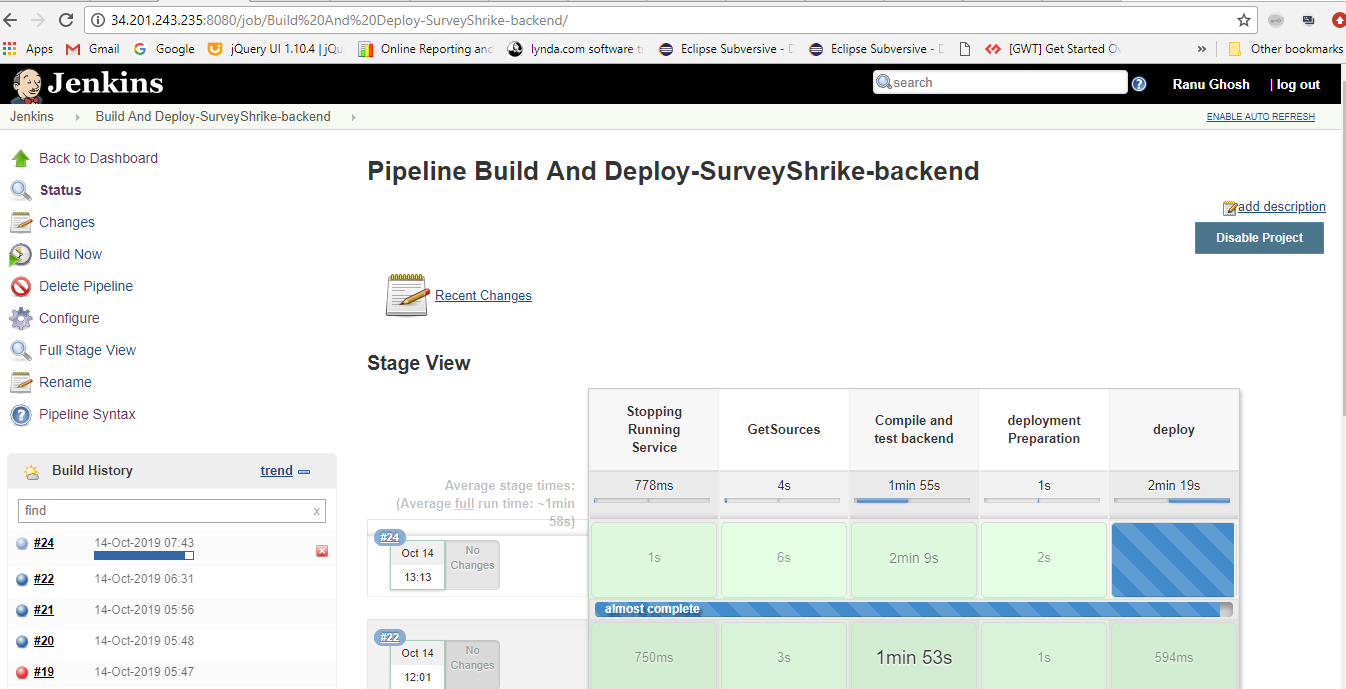 34.201.243.235:8080/job/Build%20And%20Deploy-SurveyShrike-backend/
Apps
Gmail
Google
jQuery UI 1.10.4 | jQu
Online Reporting and
lynda.com software t
Eclipse Subversive -
Eclipse Subversive -
[GWT] Get Started
»
Other bookmarks
Jenkins
search
Ranu Ghosh
| log out
Jenkins
Build And Deploy-SurveyShrike-backend
ENABLE AUTO REFRESH
Back to Dashboard
Status
Changes
Build Now
Delete Pipeline
Configure
Full Stage View
Rename
Pipeline Syntax
Build History
trend
find
x
#24
14-Oct-2019 07:43
#22
14-Oct-2019 06:31
#21
14-Oct-2019 05:56
#20
14-Oct-2019 05:48
#19
14-Oct-2019 05:47
Pipeline Build And Deploy-SurveyShrike-backend
add description
Disable Project
Recent Changes
Stage View
Stopping
Running
Service
GetSources
Compile and
test backend
deployment
Preparation
deploy
Average stage times:
(Average full run time: ~1min
58s)
778ms
4s
1min 55s
1s
2min 19s
#24
Oct 14
13:13
No
Changes
1s
6s
2min 9s
2s
almost complete
#22
Oct 14
12:01
No
Changes
750ms
3s
1min 53s
1s
594ms